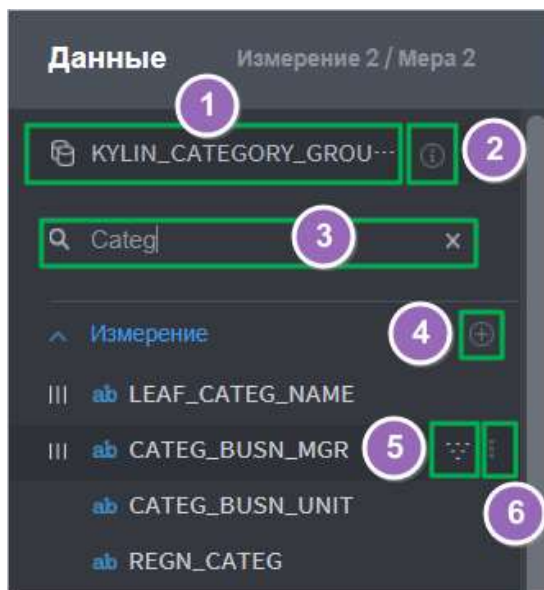 Данные Измерение 2 / Мера 2
1
KYLIN_CATEGORY_GROU... 2
Categ 3 ×
Измерение 4
ab LEAF_CATEG_NAME
ab CATEG_BUSN_MGR 5
ab CATEG_BUSN_UNIT 6
ab REGN_CATEG